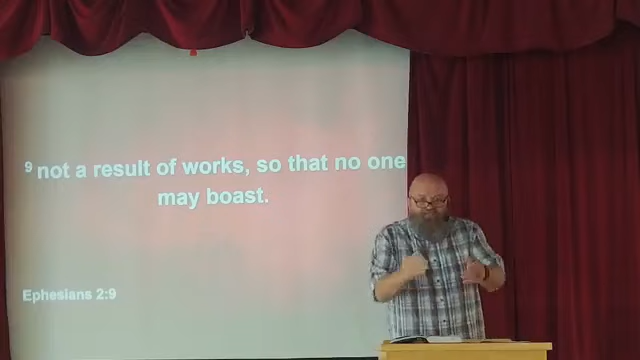 ⁹ not a result of works, so that no one
may boast.
Ephesians 2:9